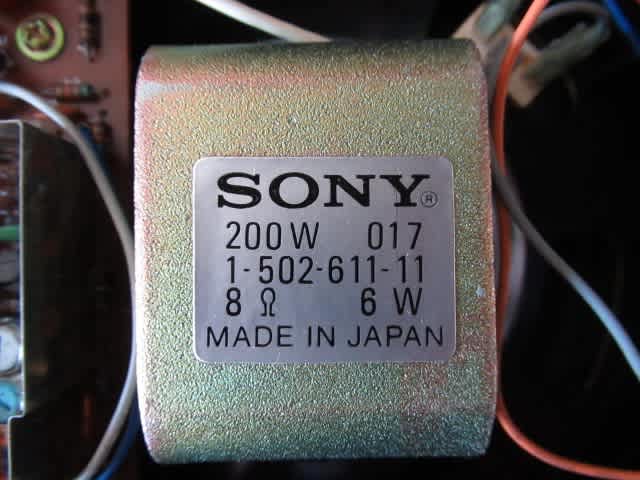 SONY®
200W 017
1-502-611-11
8 Ω 6 W
MADE IN JAPAN